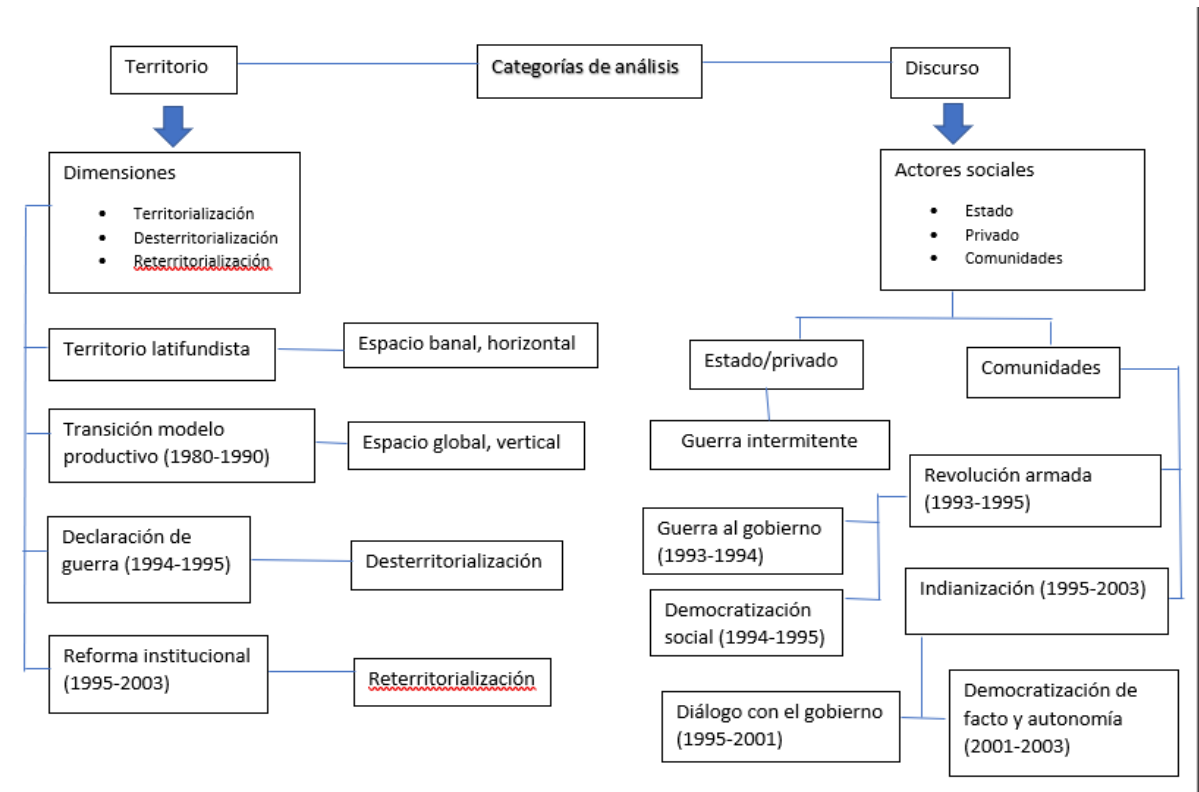 Territorio
Categorías de análisis
Discurso
Dimensiones
• Territorialización
• Desterritorialización
• Reterritorialización
Territorio latifundista
Espacio banal, horizontal
Transición modelo
productivo (1980-1990)
Espacio global, vertical
Declaración de
guerra (1994-1995)
Desterritorialización
Reforma institucional
(1995-2003)
Reterritorialización
Actores sociales
• Estado
• Privado
• Comunidades
Estado/privado
Comunidades
Guerra intermitente
Revolución armada
(1993-1995)
Guerra al gobierno
(1993-1994)
Democratización
social (1994-1995)
Indianización (1995-2003)
Diálogo con el gobierno
(1995-2001)
Democratización de
facto y autonomía
(2001-2003)